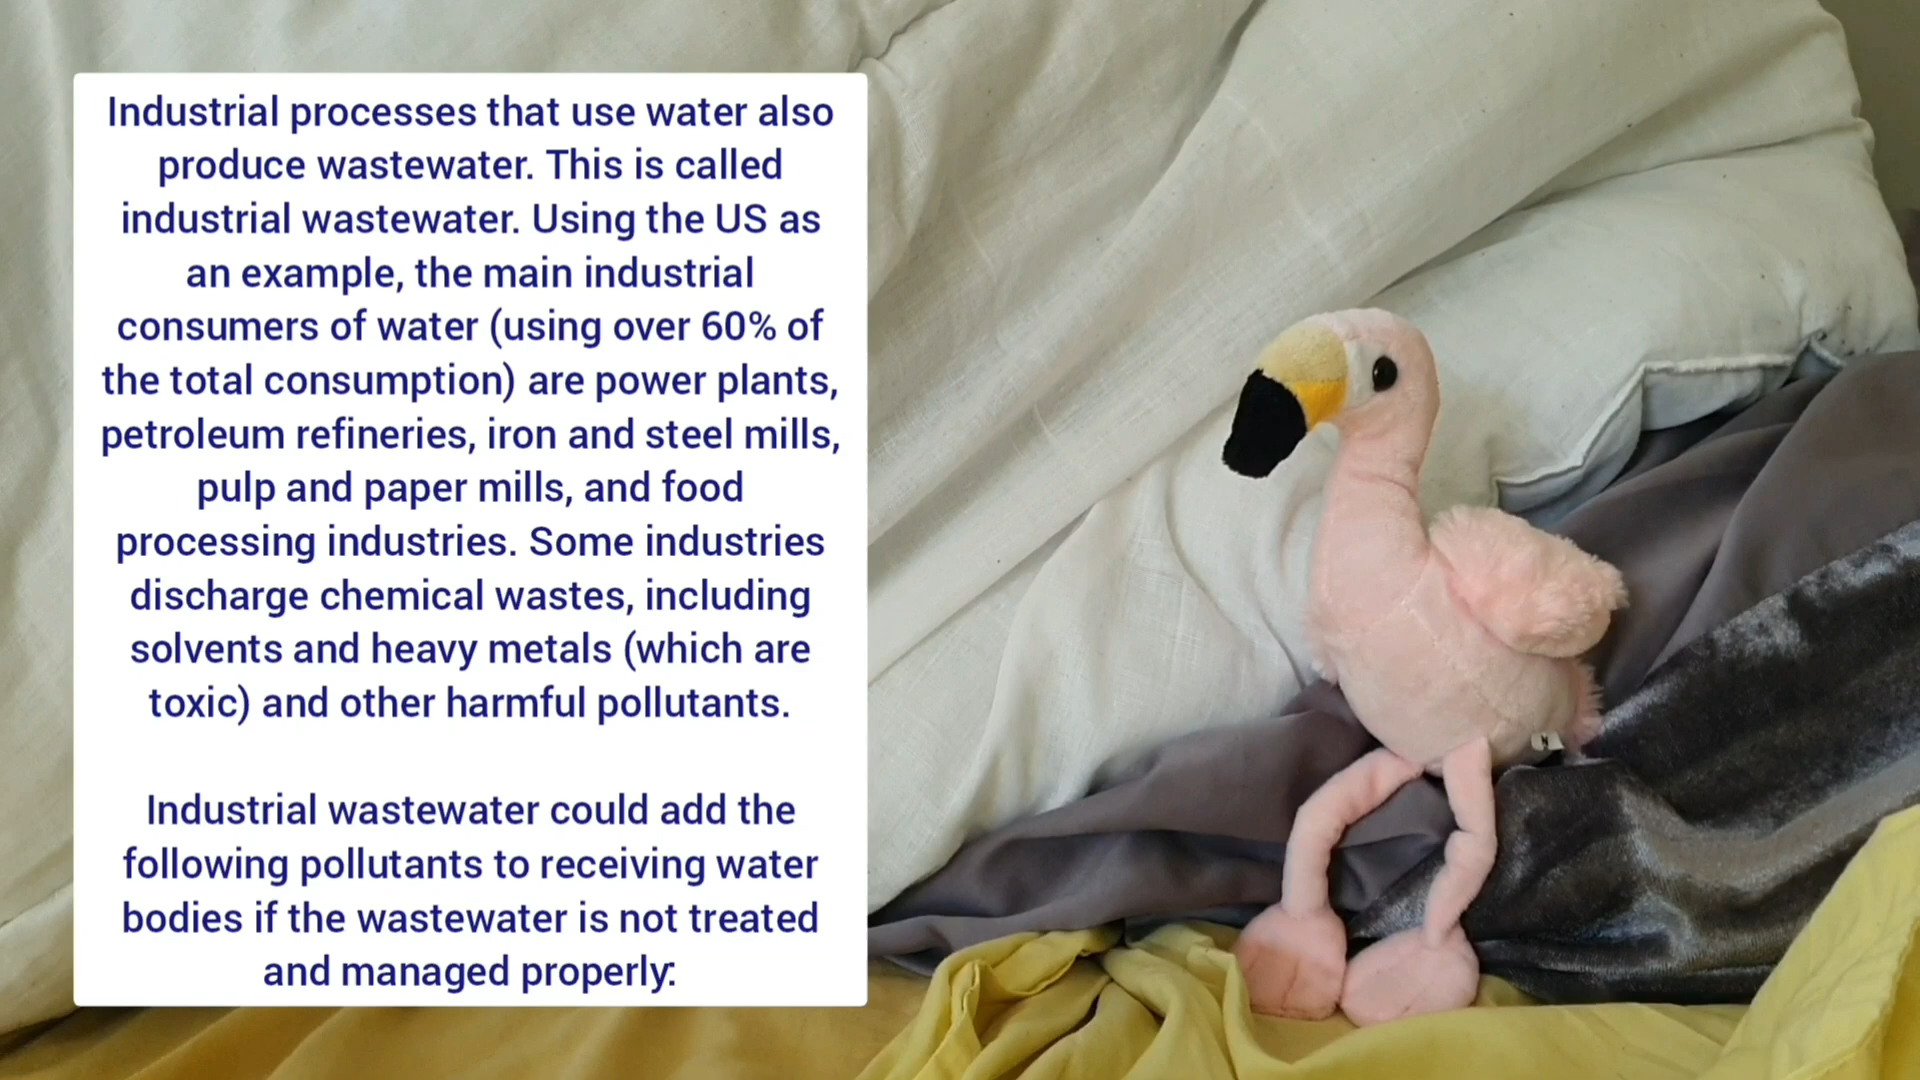 Industrial processes that use water also
produce wastewater. This is called
industrial wastewater. Using the US as
an example, the main industrial
consumers of water (using over 60% of
the total consumption) are power plants,
petroleum refineries, iron and steel mills,
pulp and paper mills, and food
processing industries. Some industries
discharge chemical wastes, including
solvents and heavy metals (which are
toxic) and other harmful pollutants.
Industrial wastewater could add the
following pollutants to receiving water
bodies if the wastewater is not treated
and managed properly: